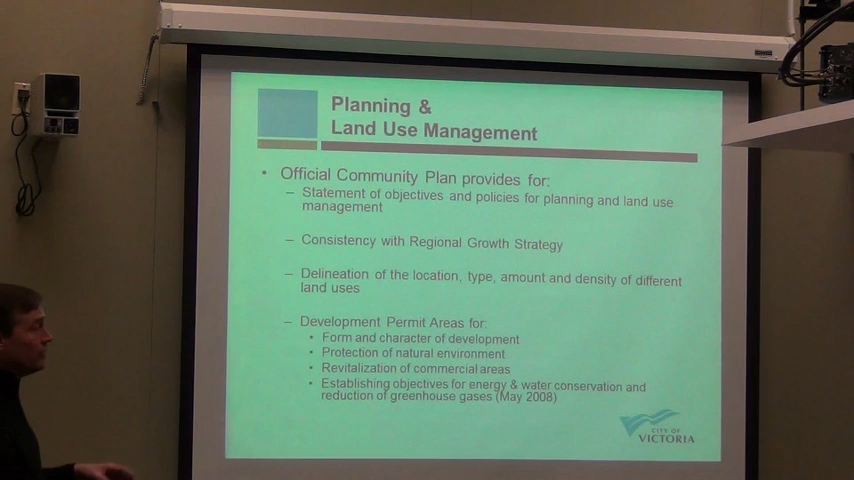 Planning &
Land Use Management
• Official Community Plan provides for:
– Statement of objectives and policies for planning and land use
management
– Consistency with Regional Growth Strategy
– Delineation of the location, type, amount and density of different
land uses
– Development Permit Areas for:
• Form and character of development
• Protection of natural environment
• Revitalization of commercial areas
• Establishing objectives for energy & water conservation and
reduction of greenhouse gases (May 2008)
CITY OF
VICTORIA